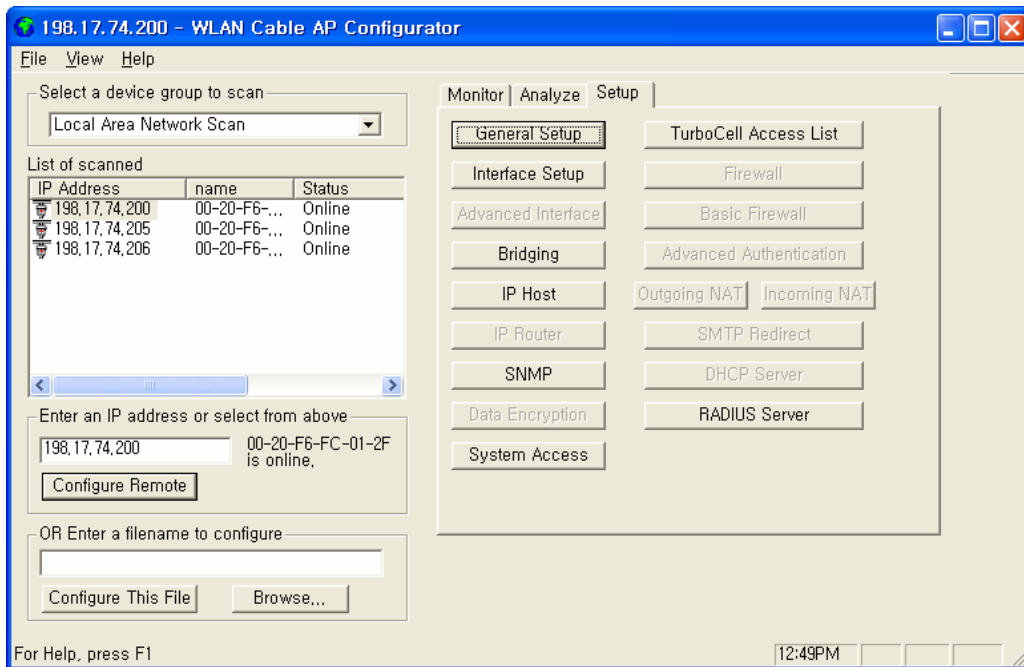 198.17.74.200 - WLAN Cable AP Configurator
File View Help
Select a device group to scan
Local Area Network Scan
List of scanned
IP Address name Status
198,17,74,200 00-20-F6-... Online
198,17,74,205 00-20-F6-... Online
198,17,74,206 00-20-F6-... Online
Enter an IP address or select from above
198,17,74,200
00-20-F6-FC-01-2F
is online,
Configure Remote
OR Enter a filename to configure
Configure This File
Browse...
Monitor Analyze Setup
General Setup
TurboCell Access List
Interface Setup
Firewall
Advanced Interface
Basic Firewall
Bridging
Advanced Authentication
IP Host
Outgoing NAT
Incoming NAT
IP Router
SMTP Redirect
SNMP
DHCP Server
Data Encryption
RADIUS Server
System Access
For Help, press F1
12:49PM